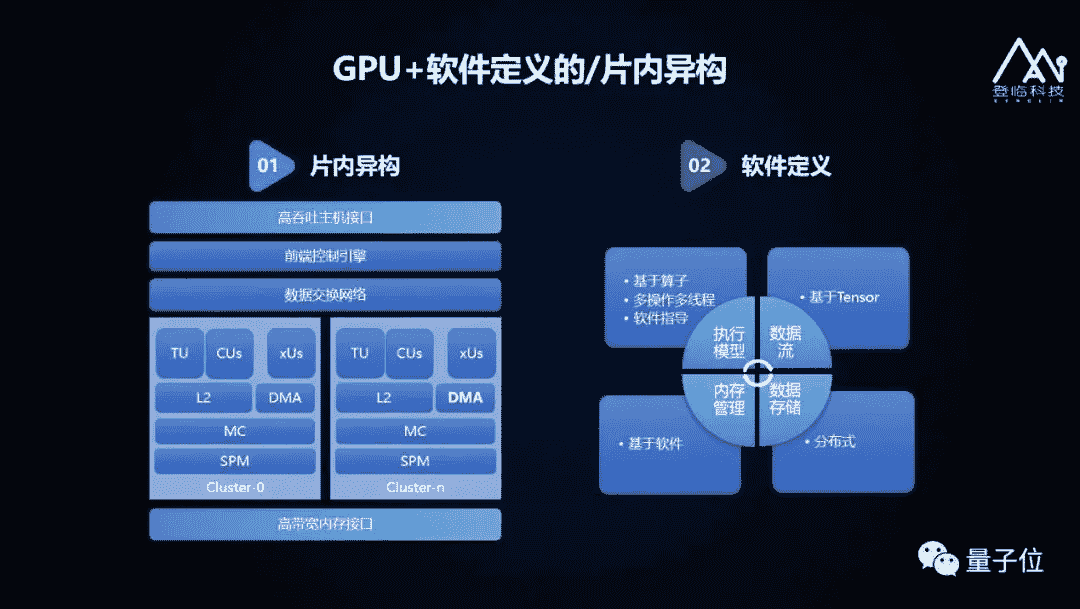 GPU+软件定义的/片内异构
登临科技
DENGLIN
01
片内异构
高吞吐主机接口
前端控制引擎
数据交换网络
TU CUs xUs
L2 DMA
MC
SPM
Cluster-0
TU CUs xUs
L2 DMA
MC
SPM
Cluster-n
高带宽内存接口
02
软件定义
• 基于算子
• 多操作多线程
• 软件指导
执行
模型
• 基于Tensor
数据
流
• 基于软件
内存
管理
• 分布式
数据
存储
量子位